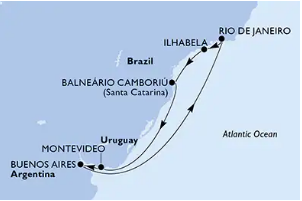 RIO DE JANEIRO
ILHABELA
Brazil
BALNEÁRIO CAMBORIÚ
(Santa Catarina)
Atlantic Ocean
Uruguay
MONTEVIDEO
BUENOS AIRES
Argentina